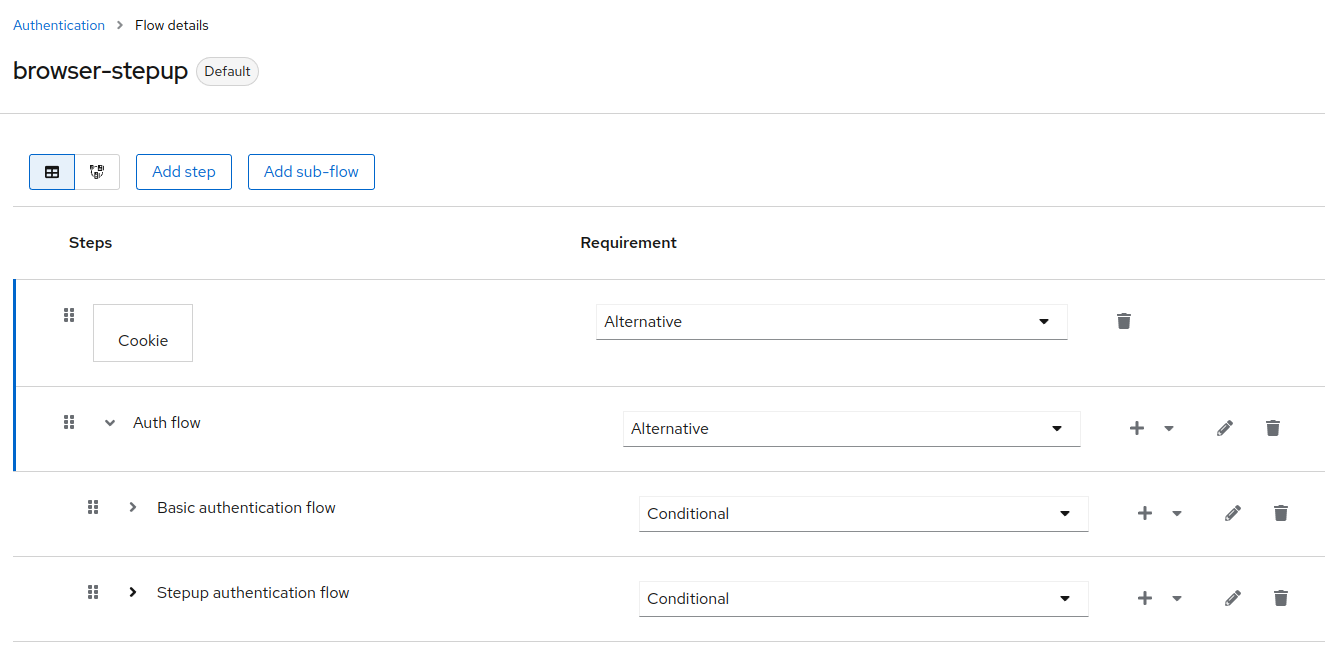 Authentication Flow details
browser-stepup Default
Add step Add sub-flow
Steps Requirement
Cookie Alternative
Auth flow Alternative
Basic authentication flow Conditional
Stepup authentication flow Conditional